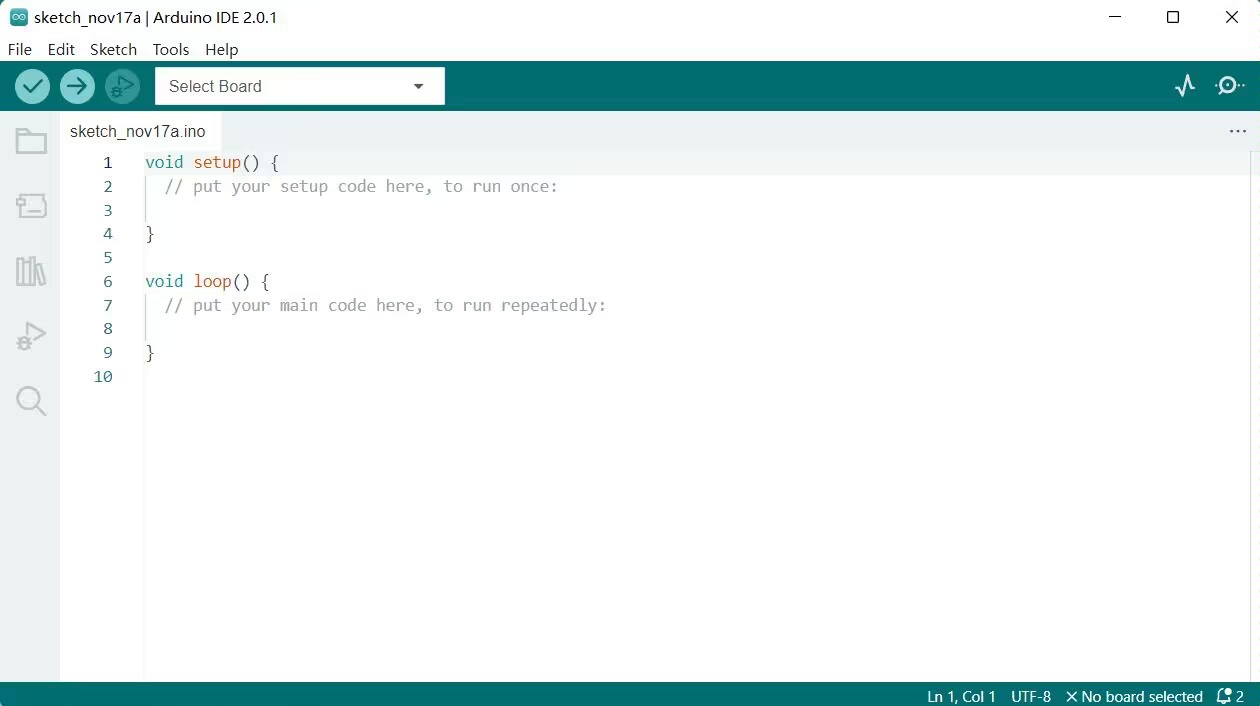 sketch_nov17a | Arduino IDE 2.0.1
File Edit Sketch Tools Help
Select Board
sketch_nov17a.ino
1 void setup() {
2 // put your setup code here, to run once:
3
4 }
5
6 void loop() {
7 // put your main code here, to run repeatedly:
8
9 }
10
Ln 1, Col 1 UTF-8 No board selected 2